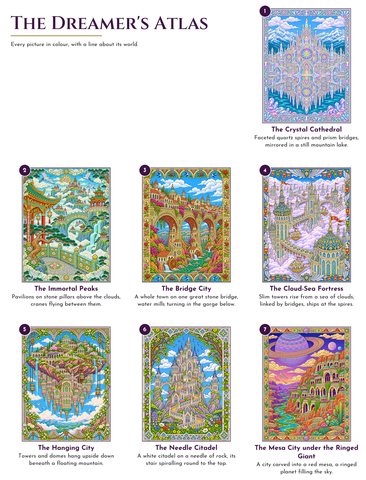 The Dreamer's Atlas
Every picture in colour, with a line about its world.
1
The Crystal Cathedral
Faceted quartz spires and prism bridges,
mirrored in a still mountain lake.
2
The Immortal Peaks
Pavilions on stone pillars above the clouds,
cranes flying between them.
3
The Bridge City
A whole town on one great stone bridge,
water mills turning in the gorge below.
4
The Cloud-Sea Fortress
Slim towers rise from a sea of clouds,
linked by bridges, ships at the spires.
5
The Hanging City
Towers and domes hang upside down
beneath a floating mountain.
6
The Needle Citadel
A white citadel on a needle of rock, its
stair spiralling round to the top.
7
The Mesa City under the Ringed
Giant
A city carved into a red mesa, a ringed
planet filling the sky.